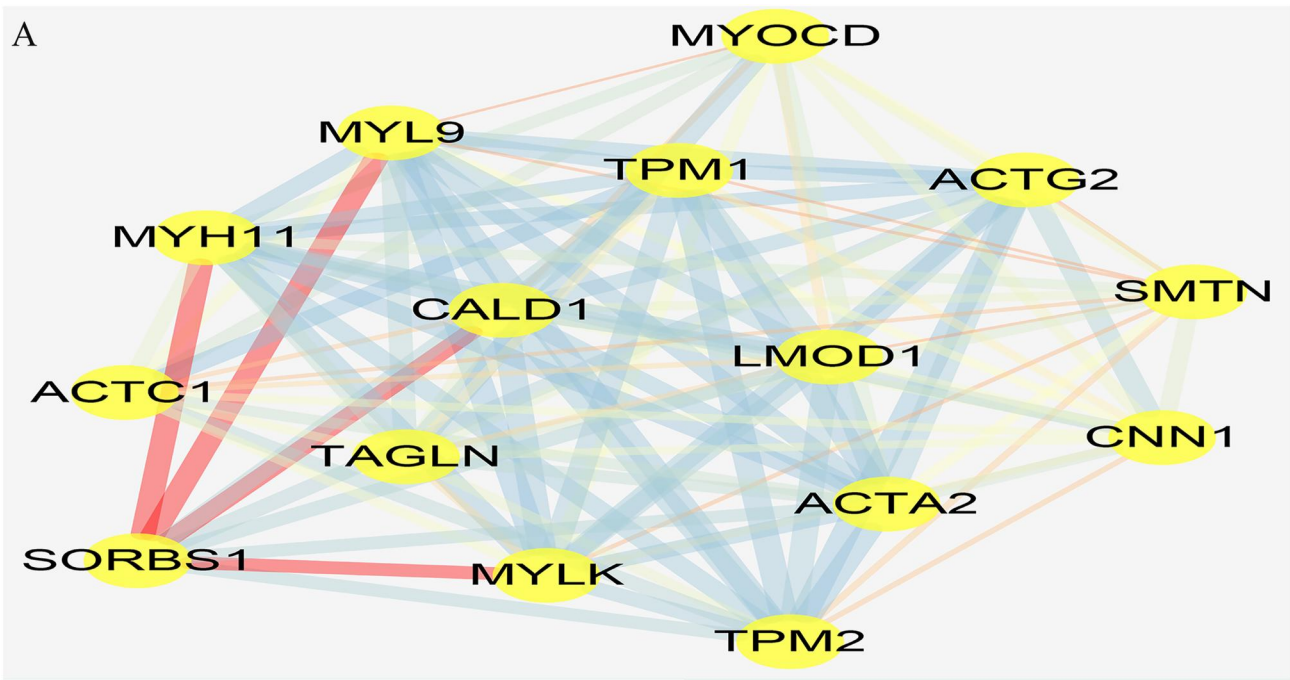 A
MYOCD
MYL9
TPM1
ACTG2
MYH11
SMTN
CALD1
LMOD1
ACTC1
CNN1
TAGLN
ACTA2
SORBS1
MYLK
TPM2